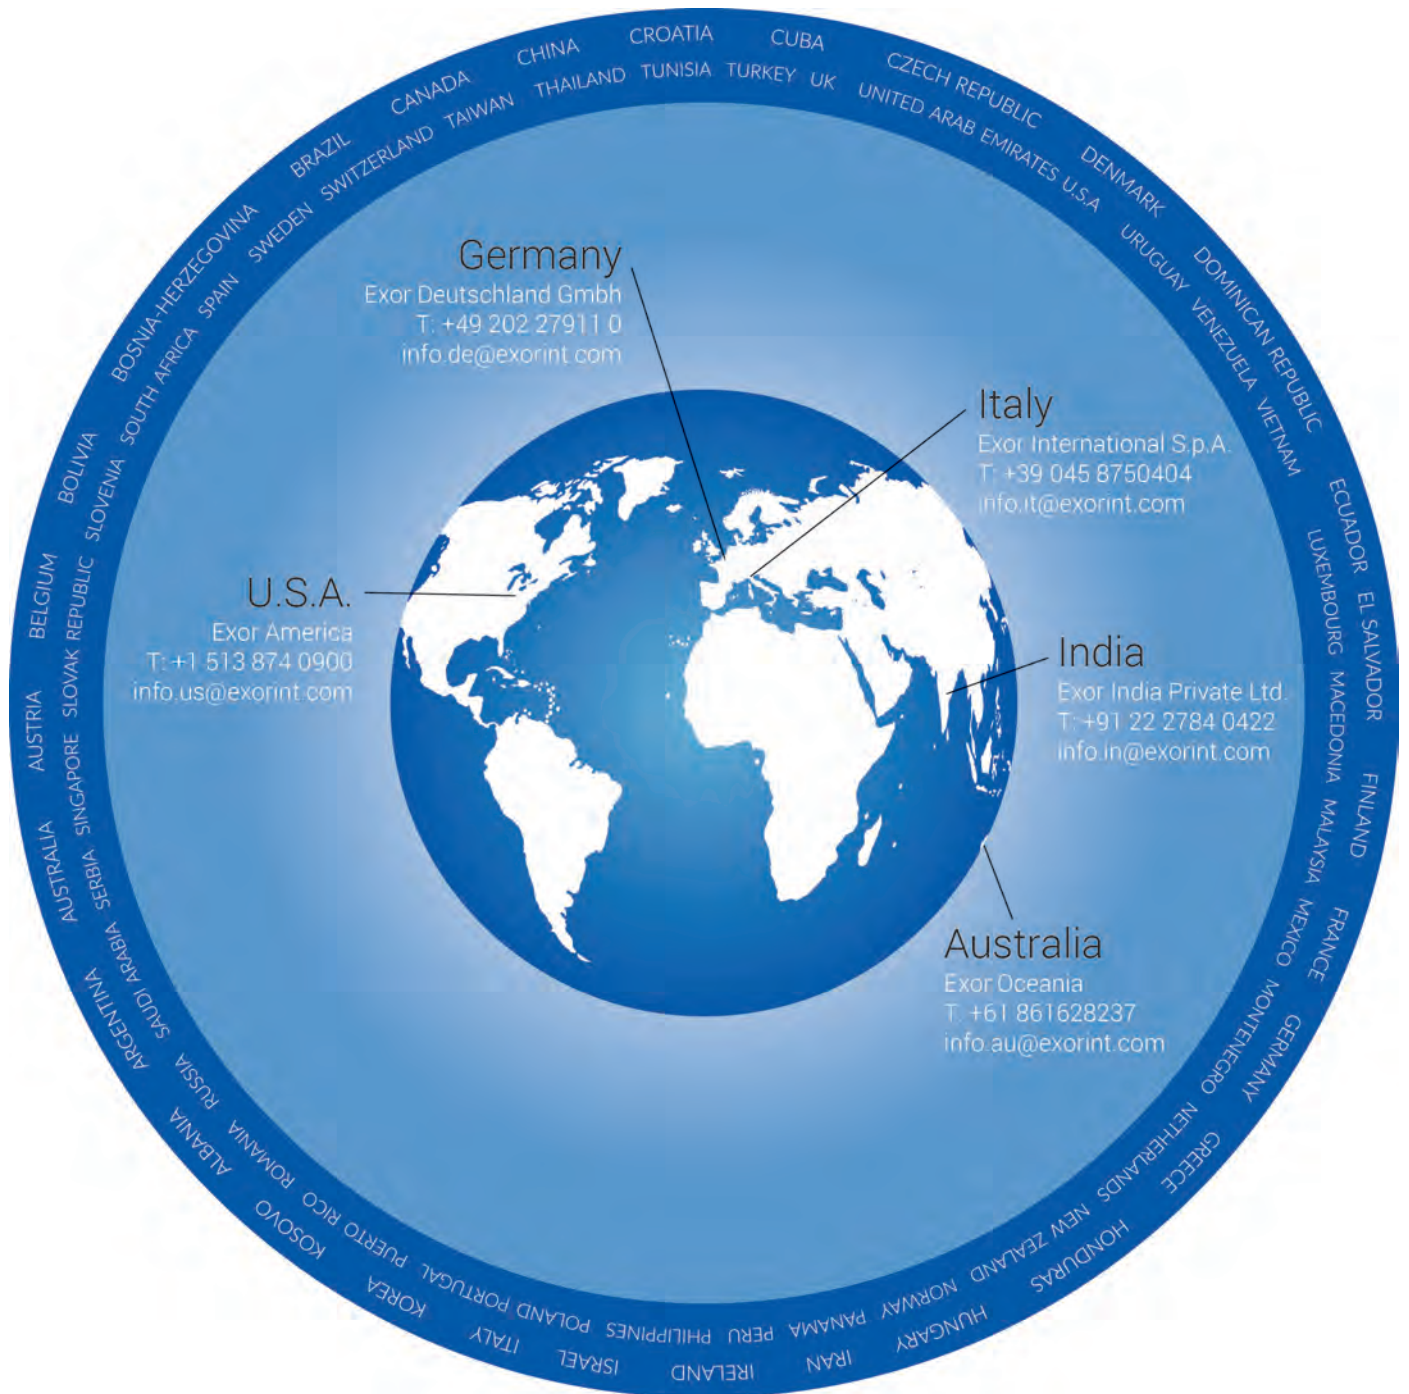 Germany
Exor Deutschland Gmbh
T: +49 202 27911 0
info.de@exorint.com
Italy
Exor International S.p.A.
T: +39 045 8750404
info.it@exorint.com
U.S.A.
Exor America
T: +1 513 874 0900
info.us@exorint.com
India
Exor India Private Ltd.
T: +91 22 2784 0422
info.in@exorint.com
Australia
Exor Oceania
T: +61 861628237
info.au@exorint.com
ALBANIA
ARGENTINA
AUSTRALIA
AUSTRIA
BELGIUM
BOLIVIA
BOSNIA-HERZEGOVINA
BRAZIL
CANADA
CHINA
CROATIA
CUBA
CZECH REPUBLIC
DENMARK
DOMINICAN REPUBLIC
ECUADOR
EL SALVADOR
FINLAND
FRANCE
GERMANY
GREECE
HONDURAS
HUNGARY
IRAN
IRELAND
ISRAEL
ITALY
KOREA
KOSOVO
LUXEMBOURG
MACEDONIA
MALAYSIA
MEXICO
MONTENEGRO
NETHERLANDS
NEW ZEALAND
NORWAY
PANAMA
PERU
PHILIPPINES
POLAND
PORTUGAL
PUERTO RICO
ROMANIA
RUSSIA
SAUDI ARABIA
SERBIA
SINGAPORE
SLOVAK REPUBLIC
SLOVENIA
SOUTH AFRICA
SPAIN
SWEDEN
SWITZERLAND
TAIWAN
THAILAND
TUNISIA
TURKEY
UK
UNITED ARAB EMIRATES
U.S.A
URUGUAY
VENEZUELA
VIETNAM